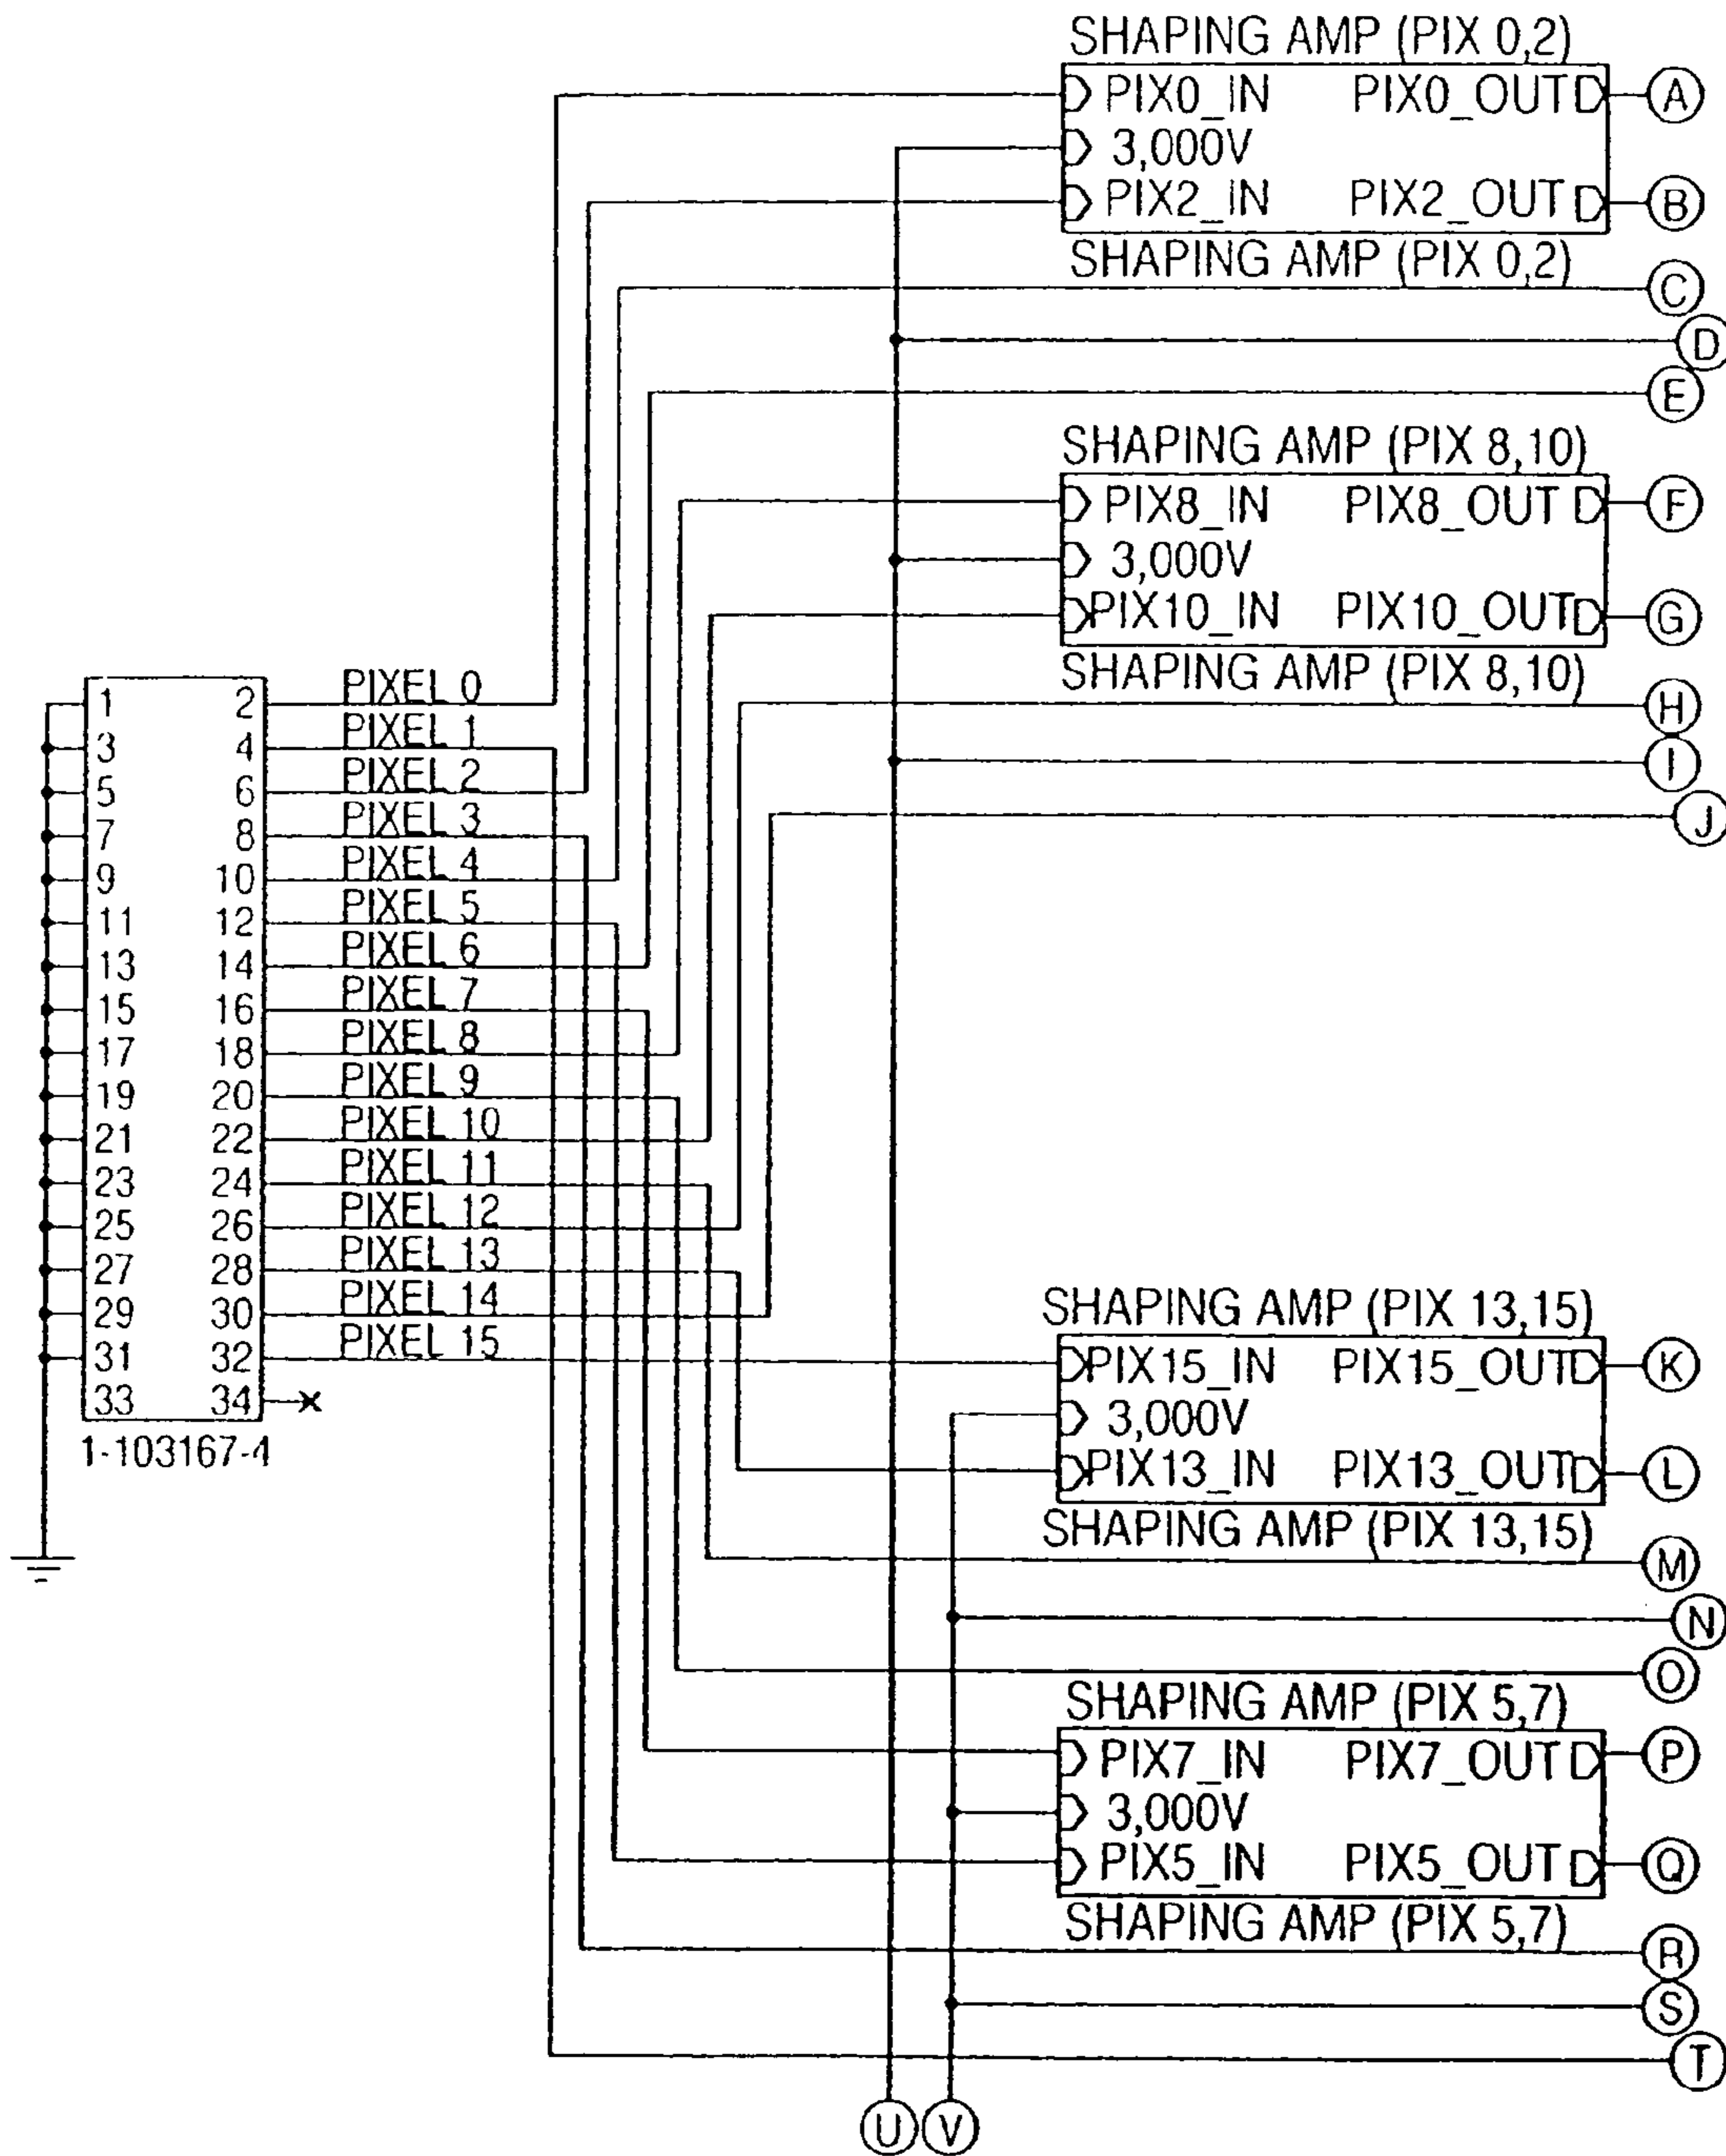 SHAPING AMP (PIX 0,2)
PIX0_IN PIX0_OUT A
3,000V
PIX2_IN PIX2_OUT B
SHAPING AMP (PIX 0,2)
C
D
E
SHAPING AMP (PIX 8,10)
PIX8_IN PIX8_OUT F
3,000V
PIX10_IN PIX10_OUT G
SHAPING AMP (PIX 8,10)
H
I
J
1 2 PIXEL 0
3 4 PIXEL 1
5 6 PIXEL 2
7 8 PIXEL 3
9 10 PIXEL 4
11 12 PIXEL 5
13 14 PIXEL 6
15 16 PIXEL 7
17 18 PIXEL 8
19 20 PIXEL 9
21 22 PIXEL 10
23 24 PIXEL 11
25 26 PIXEL 12
27 28 PIXEL 13
29 30 PIXEL 14
31 32 PIXEL 15
33 34
1-103167-4
SHAPING AMP (PIX 13,15)
PIX15_IN PIX15_OUT K
3,000V
PIX13_IN PIX13_OUT L
SHAPING AMP (PIX 13,15)
M
N
O
SHAPING AMP (PIX 5,7)
PIX7_IN PIX7_OUT P
3,000V
PIX5_IN PIX5_OUT Q
SHAPING AMP (PIX 5,7)
R
S
T
U V